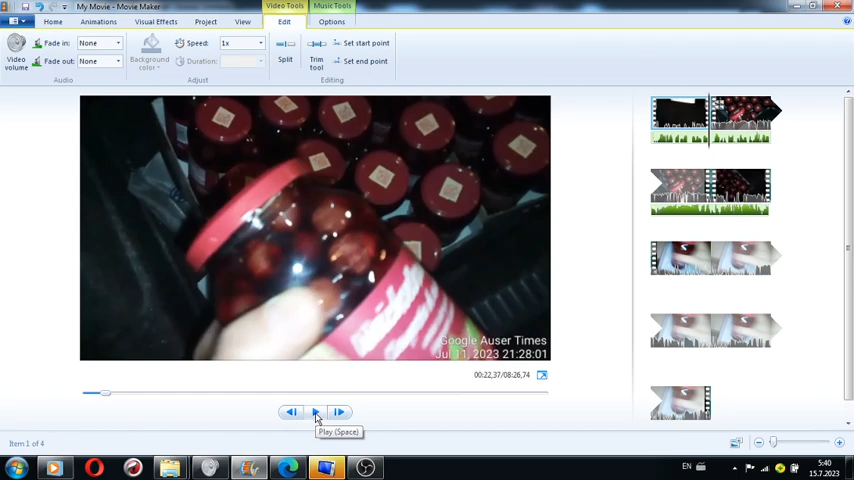 My Movie - Movie Maker
Video Tools
Music Tools
Home
Animations
Visual Effects
Project
View
Edit
Options
Video volume
Fade in: None
Fade out: None
Audio
Background color
Speed: 1x
Duration:
Adjust
Split
Trim tool
Set start point
Set end point
Editing
Google Auser Times
Jul 11, 2023 21:28:01
00:22,37/08:26,74
Play (Space)
Item 1 of 4
EN
5:40
15.7.2023